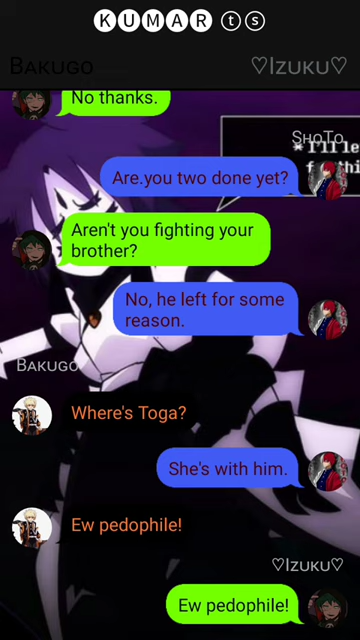 KUMAR ts
BAKUGO
♡IZUKU♡
No thanks.
SHOTO
Are.you two done yet?
Aren't you fighting your
brother?
No, he left for some
reason.
BAKUGO
Where's Toga?
She's with him.
Ew pedophile!
♡IZUKU♡
Ew pedophile!